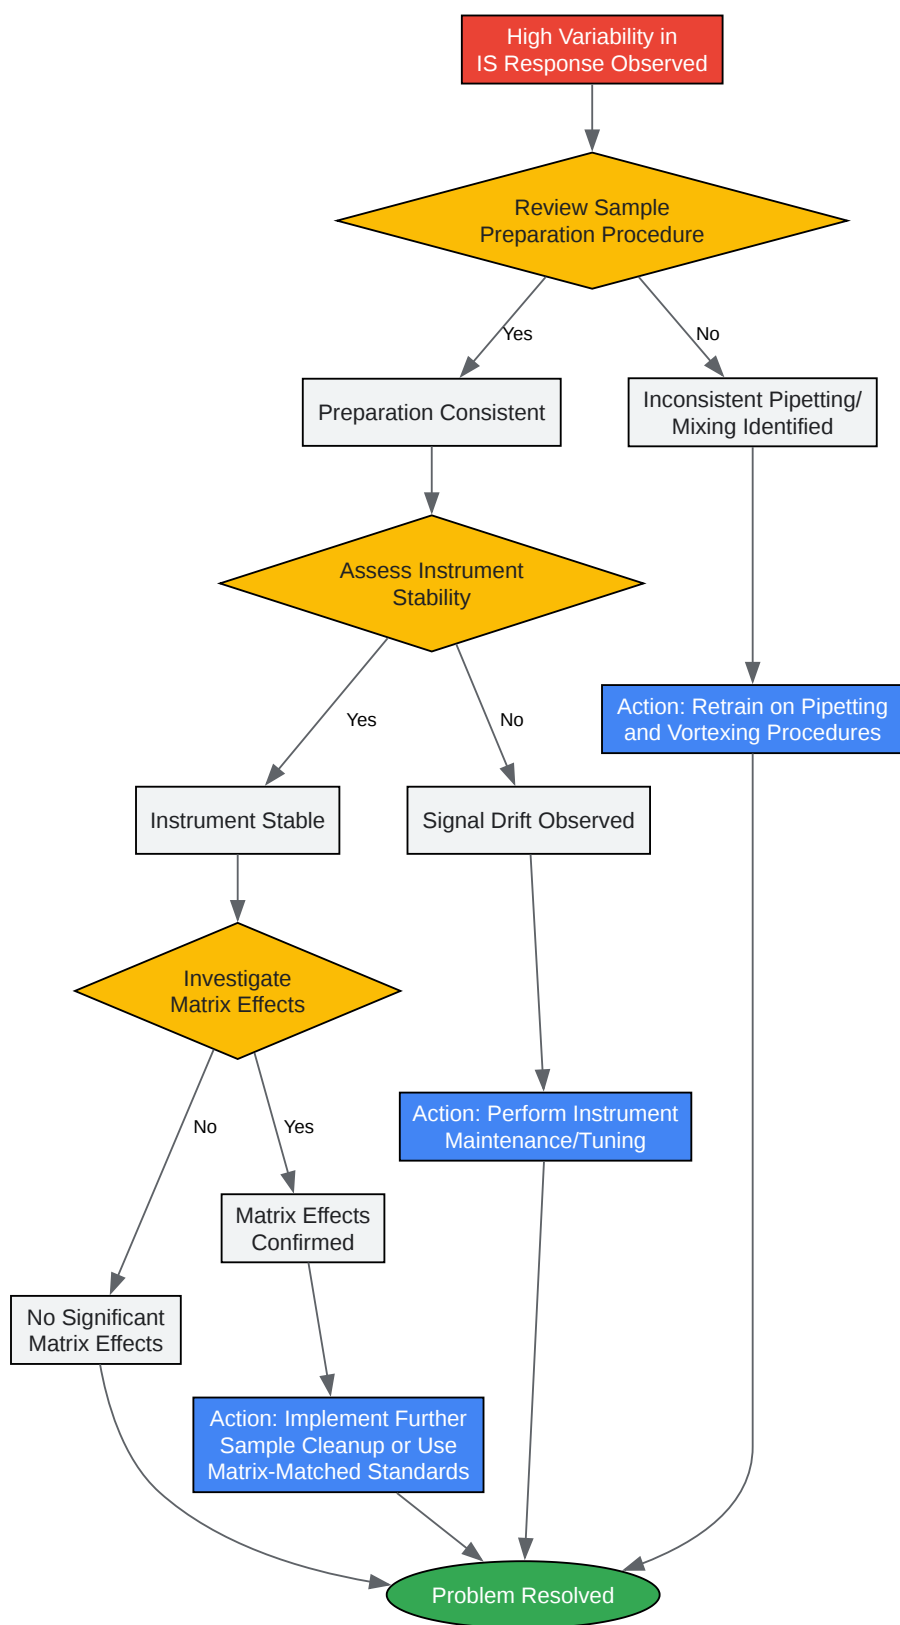 High Variability in
IS Response Observed
Review Sample
Preparation Procedure
Yes
No
Preparation Consistent
Inconsistent Pipetting/
Mixing Identified
Assess Instrument
Stability
Yes
No
Action: Retrain on Pipetting
and Vortexing Procedures
Instrument Stable
Signal Drift Observed
Investigate
Matrix Effects
No
Yes
Action: Perform Instrument
Maintenance/Tuning
Matrix Effects
Confirmed
No Significant
Matrix Effects
Action: Implement Further
Sample Cleanup or Use
Matrix-Matched Standards
Problem Resolved